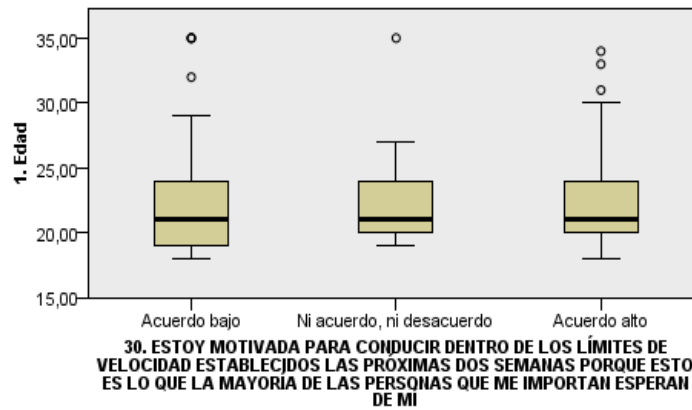 35,00
30,00
25,00
20,00
15,00
1. Edad
Acuerdo bajo
Ni acuerdo, ni desacuerdo
Acuerdo alto
30. ESTOY MOTIVADA PARA CONDUCIR DENTRO DE LOS LÍMITES DE
VELOCIDAD ESTABLECIDOS LAS PRÓXIMAS DOS SEMANAS PORQUE ESTO
ES LO QUE LA MAYORÍA DE LAS PERSONAS QUE ME IMPORTAN ESPERAN
DE MÍ